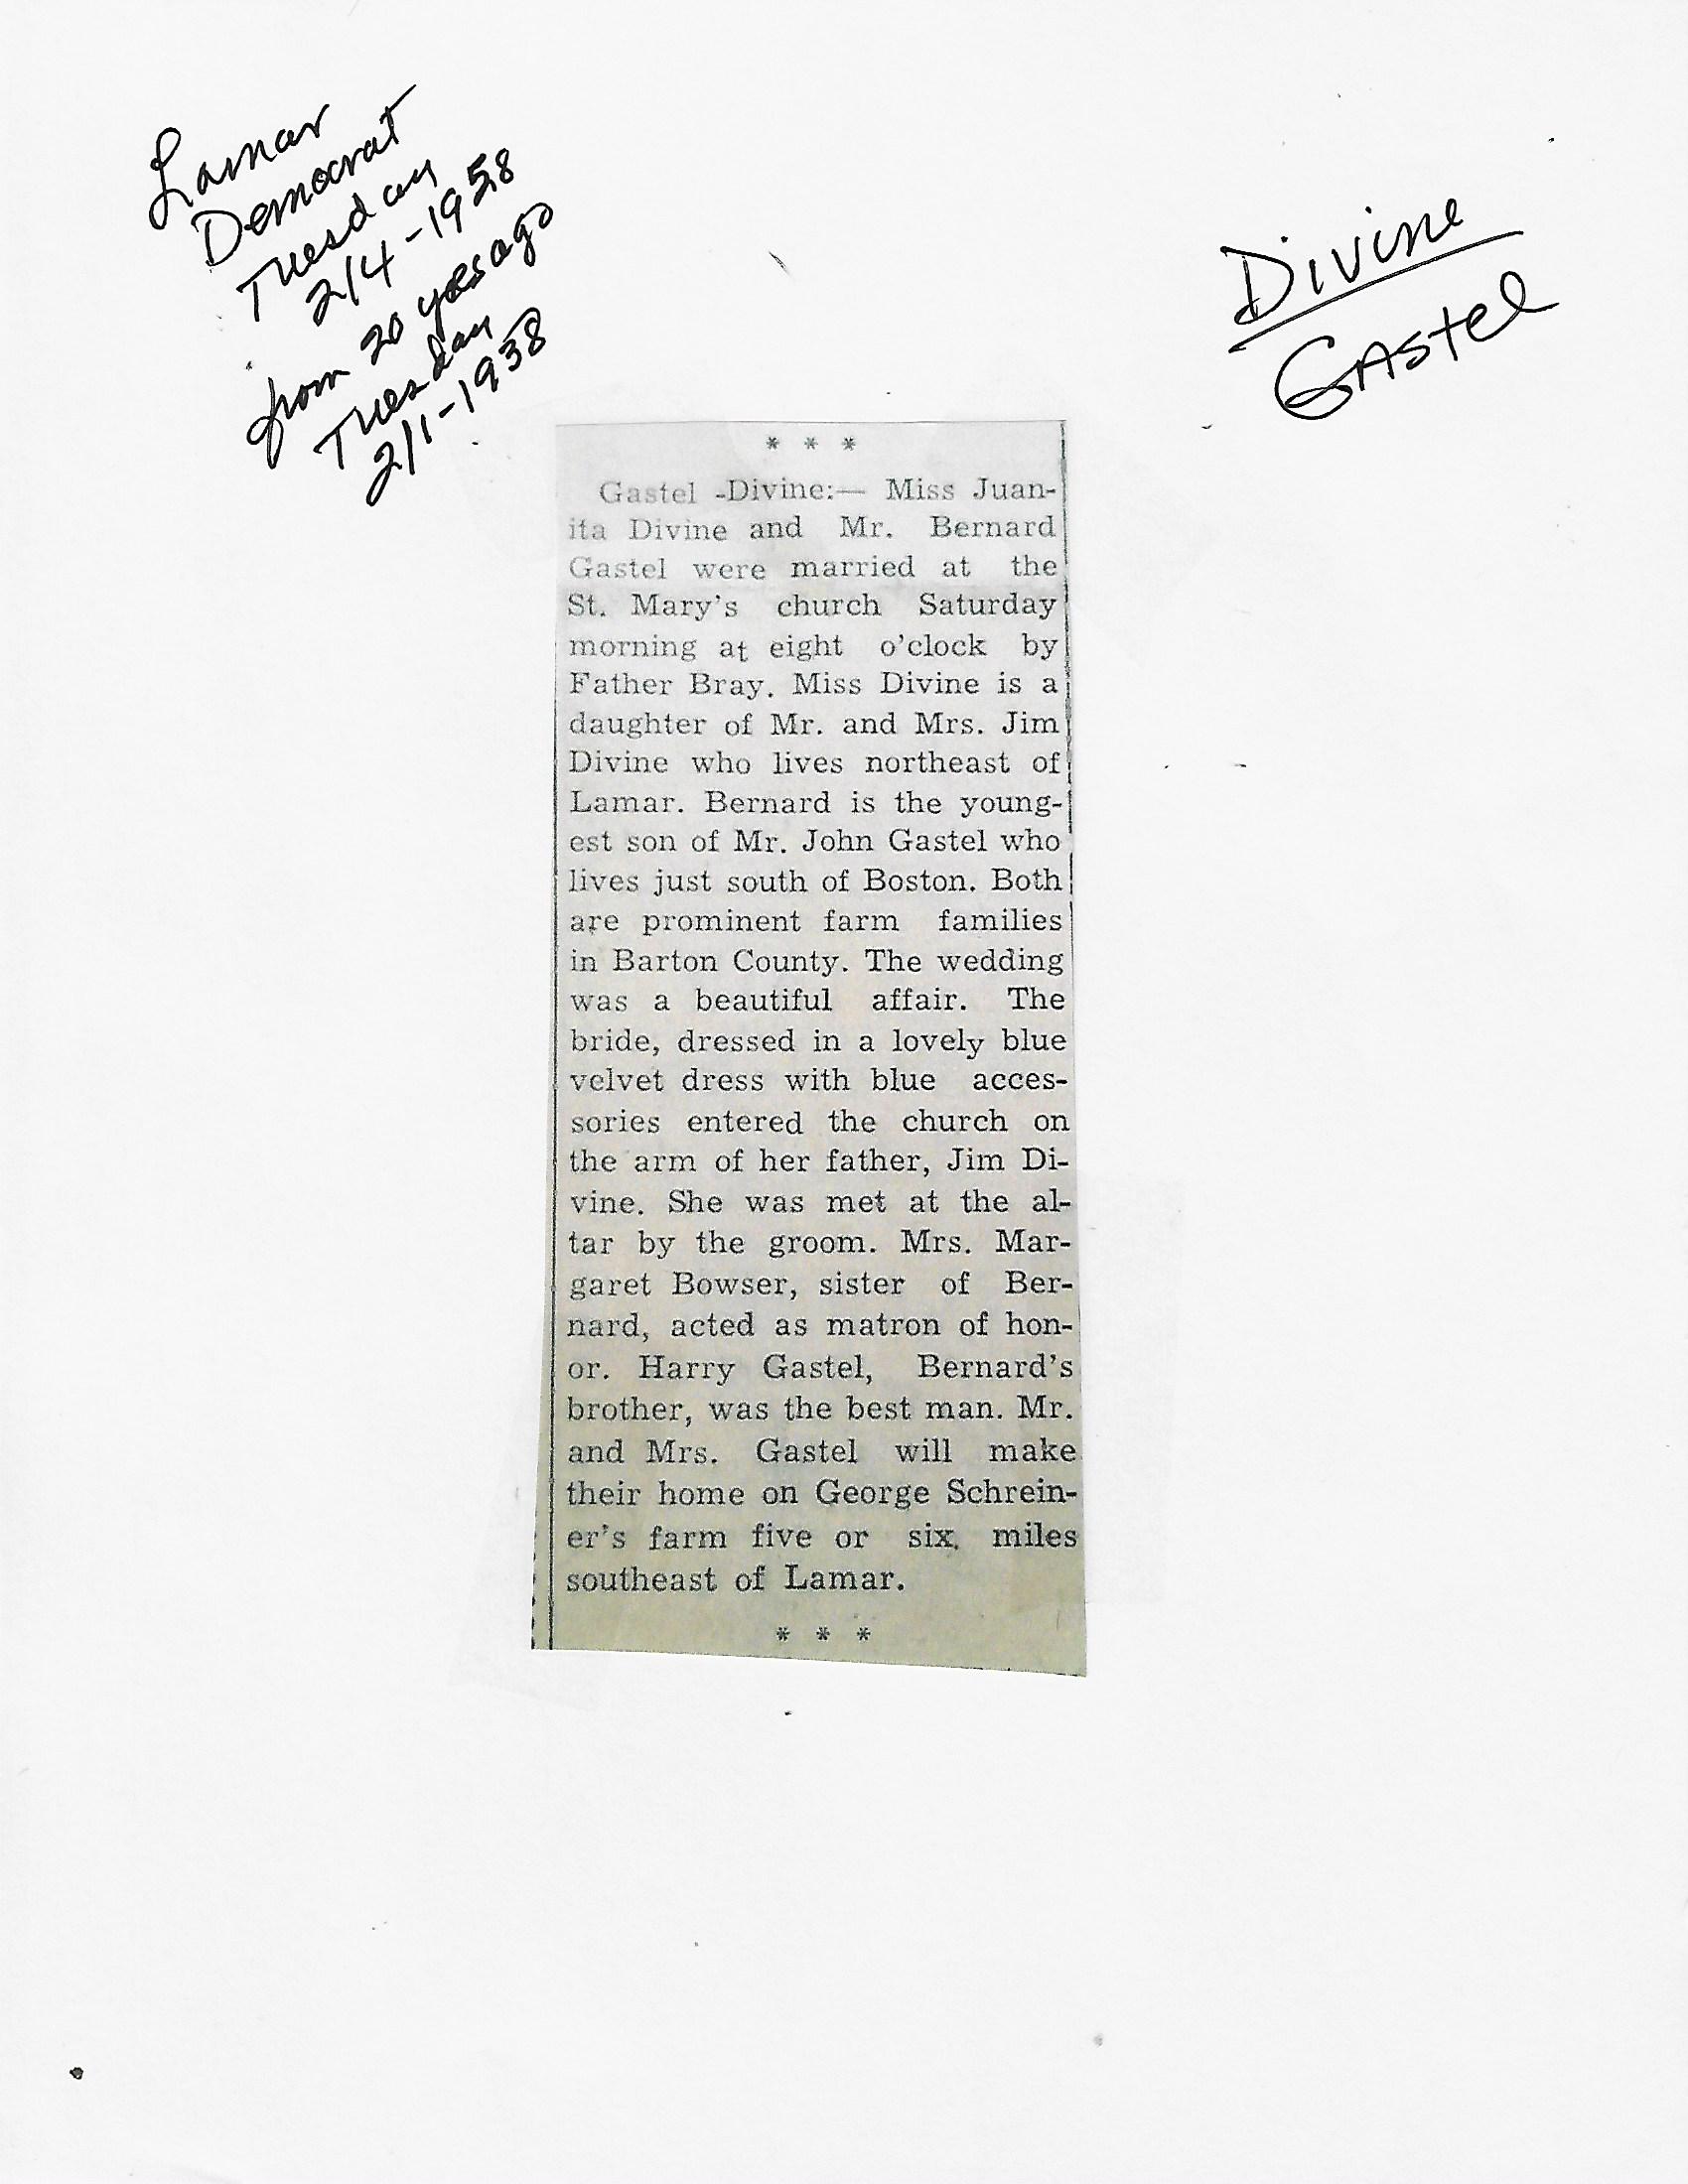 Lamar
Democrat
Tuesday
2/4-1958
from 20 yrs ago
Tuesday
2/1-1938
Divine
Gastel
* * *
Gastel -Divine:— Miss Juan-
ita Divine and Mr. Bernard
Gastel were married at the
St. Mary's church Saturday
morning at eight o'clock by
Father Bray. Miss Divine is a
daughter of Mr. and Mrs. Jim
Divine who lives northeast of
Lamar. Bernard is the young-
est son of Mr. John Gastel who
lives just south of Boston. Both
are prominent farm families
in Barton County. The wedding
was a beautiful affair. The
bride, dressed in a lovely blue
velvet dress with blue acces-
sories entered the church on
the arm of her father, Jim Di-
vine. She was met at the al-
tar by the groom. Mrs. Mar-
garet Bowser, sister of Ber-
nard, acted as matron of hon-
or. Harry Gastel, Bernard's
brother, was the best man. Mr.
and Mrs. Gastel will make
their home on George Schrein-
er's farm five or six. miles
southeast of Lamar.
* * *